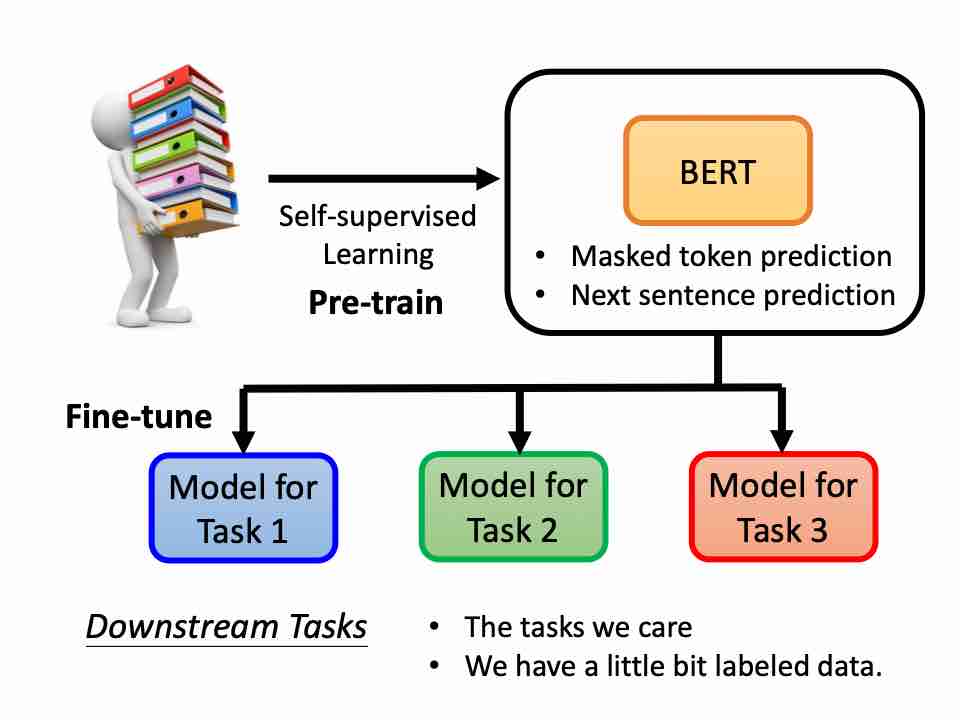 BERT
Self-supervised
Learning
Pre-train
• Masked token prediction
• Next sentence prediction
Fine-tune
Model for
Task 1
Model for
Task 2
Model for
Task 3
Downstream Tasks
• The tasks we care
• We have a little bit labeled data.